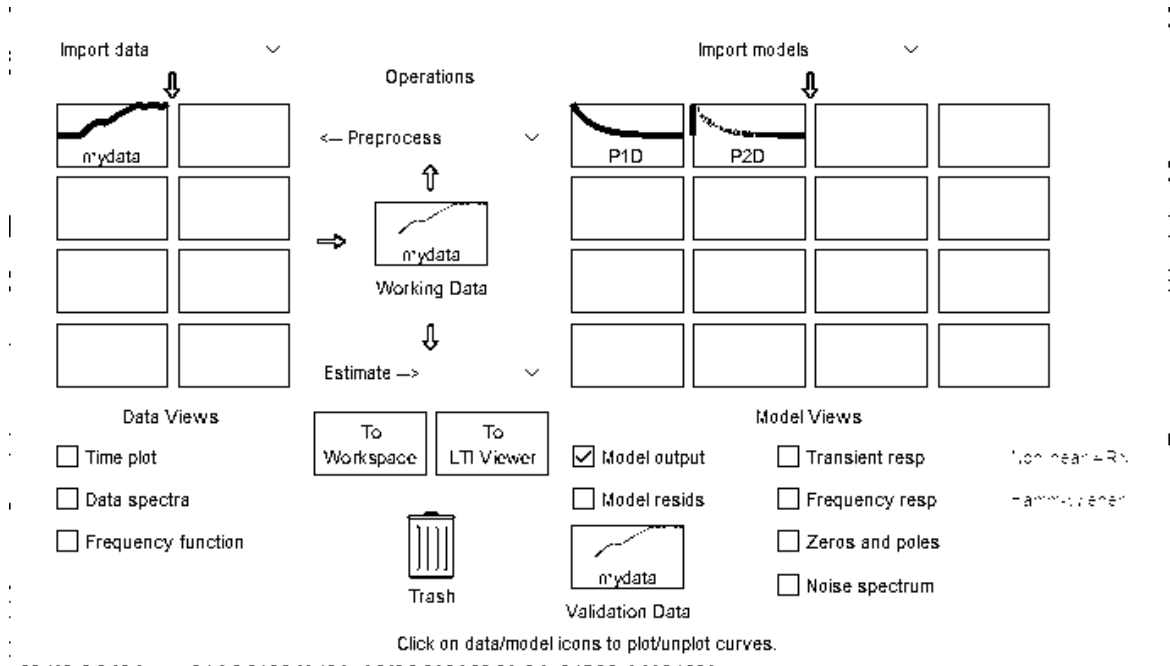 Import data
Import models
Operations
<— Preprocess
mydata
P1D
P2D
mydata
Working Data
Estimate —>
Data Views
Model Views
To Workspace
To LTI Viewer
Time plot
Model output
Transient resp
Data spectra
Model resids
Frequency resp
Frequency function
Zeros and poles
mydata
Noise spectrum
Trash
Validation Data
Click on data/model icons to plot/unplot curves.